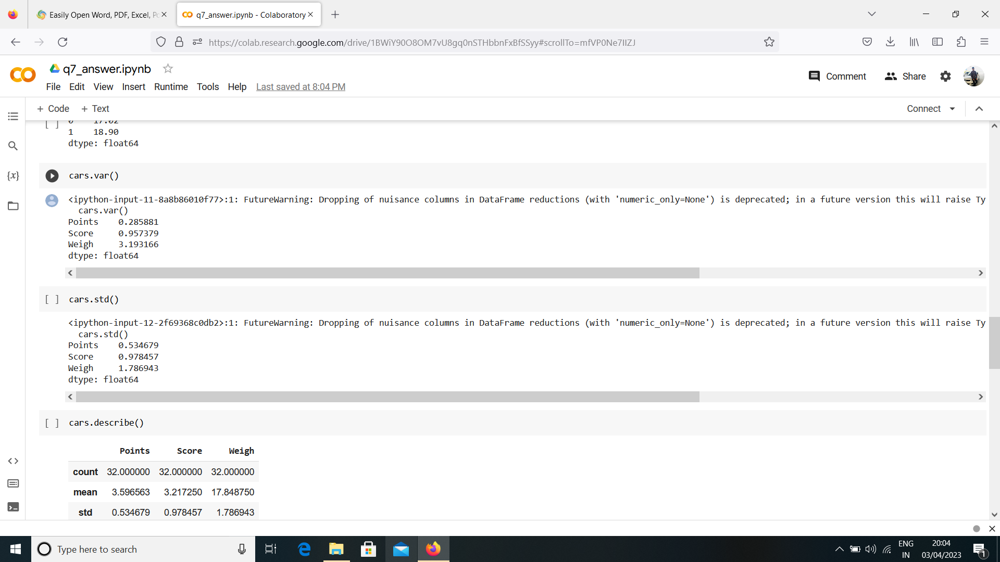 Easily Open Word, PDF, Excel, Po
q7_answer.ipynb - Colaboratory
https://colab.research.google.com/drive/1BWiY90O8OM7vU8gq0nSTHbbnFxBfSSyy#scrollTo=mfVP0Ne7IIZJ
q7_answer.ipynb
Comment
Share
File Edit View Insert Runtime Tools Help Last saved at 8:04 PM
+ Code + Text
Connect
[ ] 0 17.02
1 18.90
dtype: float64
{x}
cars.var()
<ipython-input-11-8a8b86010f77>:1: FutureWarning: Dropping of nuisance columns in DataFrame reductions (with 'numeric_only=None') is deprecated; in a future version this will raise Ty
cars.var()
Points 0.285881
Score 0.957379
Weigh 3.193166
dtype: float64
[ ] cars.std()
<ipython-input-12-2f69368c0db2>:1: FutureWarning: Dropping of nuisance columns in DataFrame reductions (with 'numeric_only=None') is deprecated; in a future version this will raise Ty
cars.std()
Points 0.534679
Score 0.978457
Weigh 1.786943
dtype: float64
[ ] cars.describe()
Points Score Weigh
count 32.000000 32.000000 32.000000
mean 3.596563 3.217250 17.848750
std 0.534679 0.978457 1.786943
Type here to search
ENG
IN
20:04
03/04/2023
1